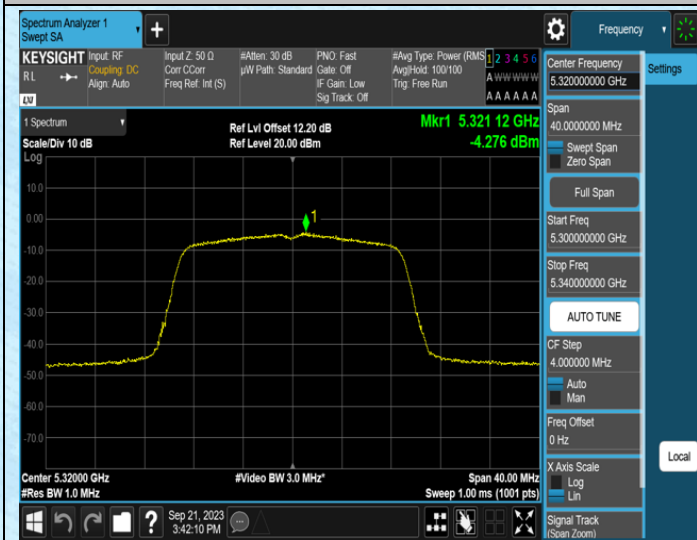 Spectrum Analyzer 1
Swept SA
Frequency
KEYSIGHT
R L
Input: RF
Coupling: DC
Align: Auto
Input Z: 50 Ω
Corr CCorr
Freq Ref: Int (S)
#Atten: 30 dB
µW Path: Standard
PNO: Fast
Gate: Off
IF Gain: Low
Sig Track: Off
#Avg Type: Power (RMS
Avg|Hold: 100/100
Trig: Free Run
1 2 3 4 5 6
A W W W W W
A A A A A A
Center Frequency
5.320000000 GHz
Settings
Span
40.0000000 MHz
Swept Span
Zero Span
Full Span
Start Freq
5.300000000 GHz
Stop Freq
5.340000000 GHz
AUTO TUNE
CF Step
4.000000 MHz
Auto
Man
Freq Offset
0 Hz
X Axis Scale
Log
Lin
Signal Track
(Span Zoom)
Local
1 Spectrum
Scale/Div 10 dB
Log
Ref Lvl Offset 12.20 dB
Ref Level 20.00 dBm
Mkr1 5.321 12 GHz
-4.276 dBm
10.0
0.00
-10.0
-20.0
-30.0
-40.0
-50.0
-60.0
-70.0
1
Center 5.32000 GHz
#Res BW 1.0 MHz
#Video BW 3.0 MHz*
Span 40.00 MHz
Sweep 1.00 ms (1001 pts)
?
Sep 21, 2023
3:42:10 PM